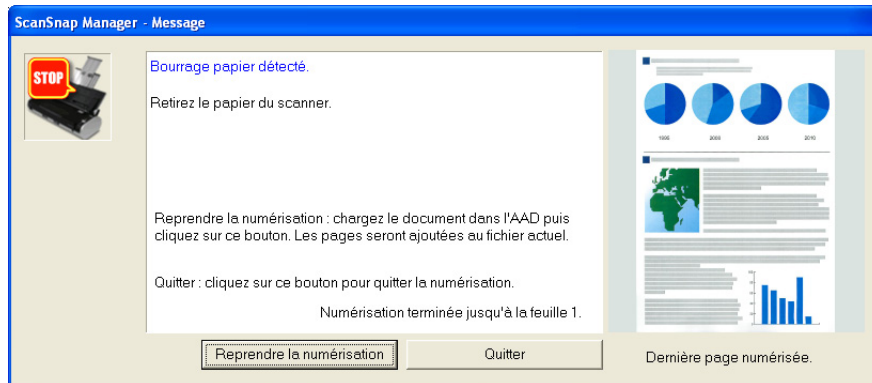 ScanSnap Manager - Message
STOP
Bourrage papier détecté.
Retirez le papier du scanner.
Reprendre la numérisation : chargez le document dans l'AAD puis
cliquez sur ce bouton. Les pages seront ajoutées au fichier actuel.
Quitter : cliquez sur ce bouton pour quitter la numérisation.
Numérisation terminée jusqu'à la feuille 1.
Reprendre la numérisation
Quitter
Dernière page numérisée.